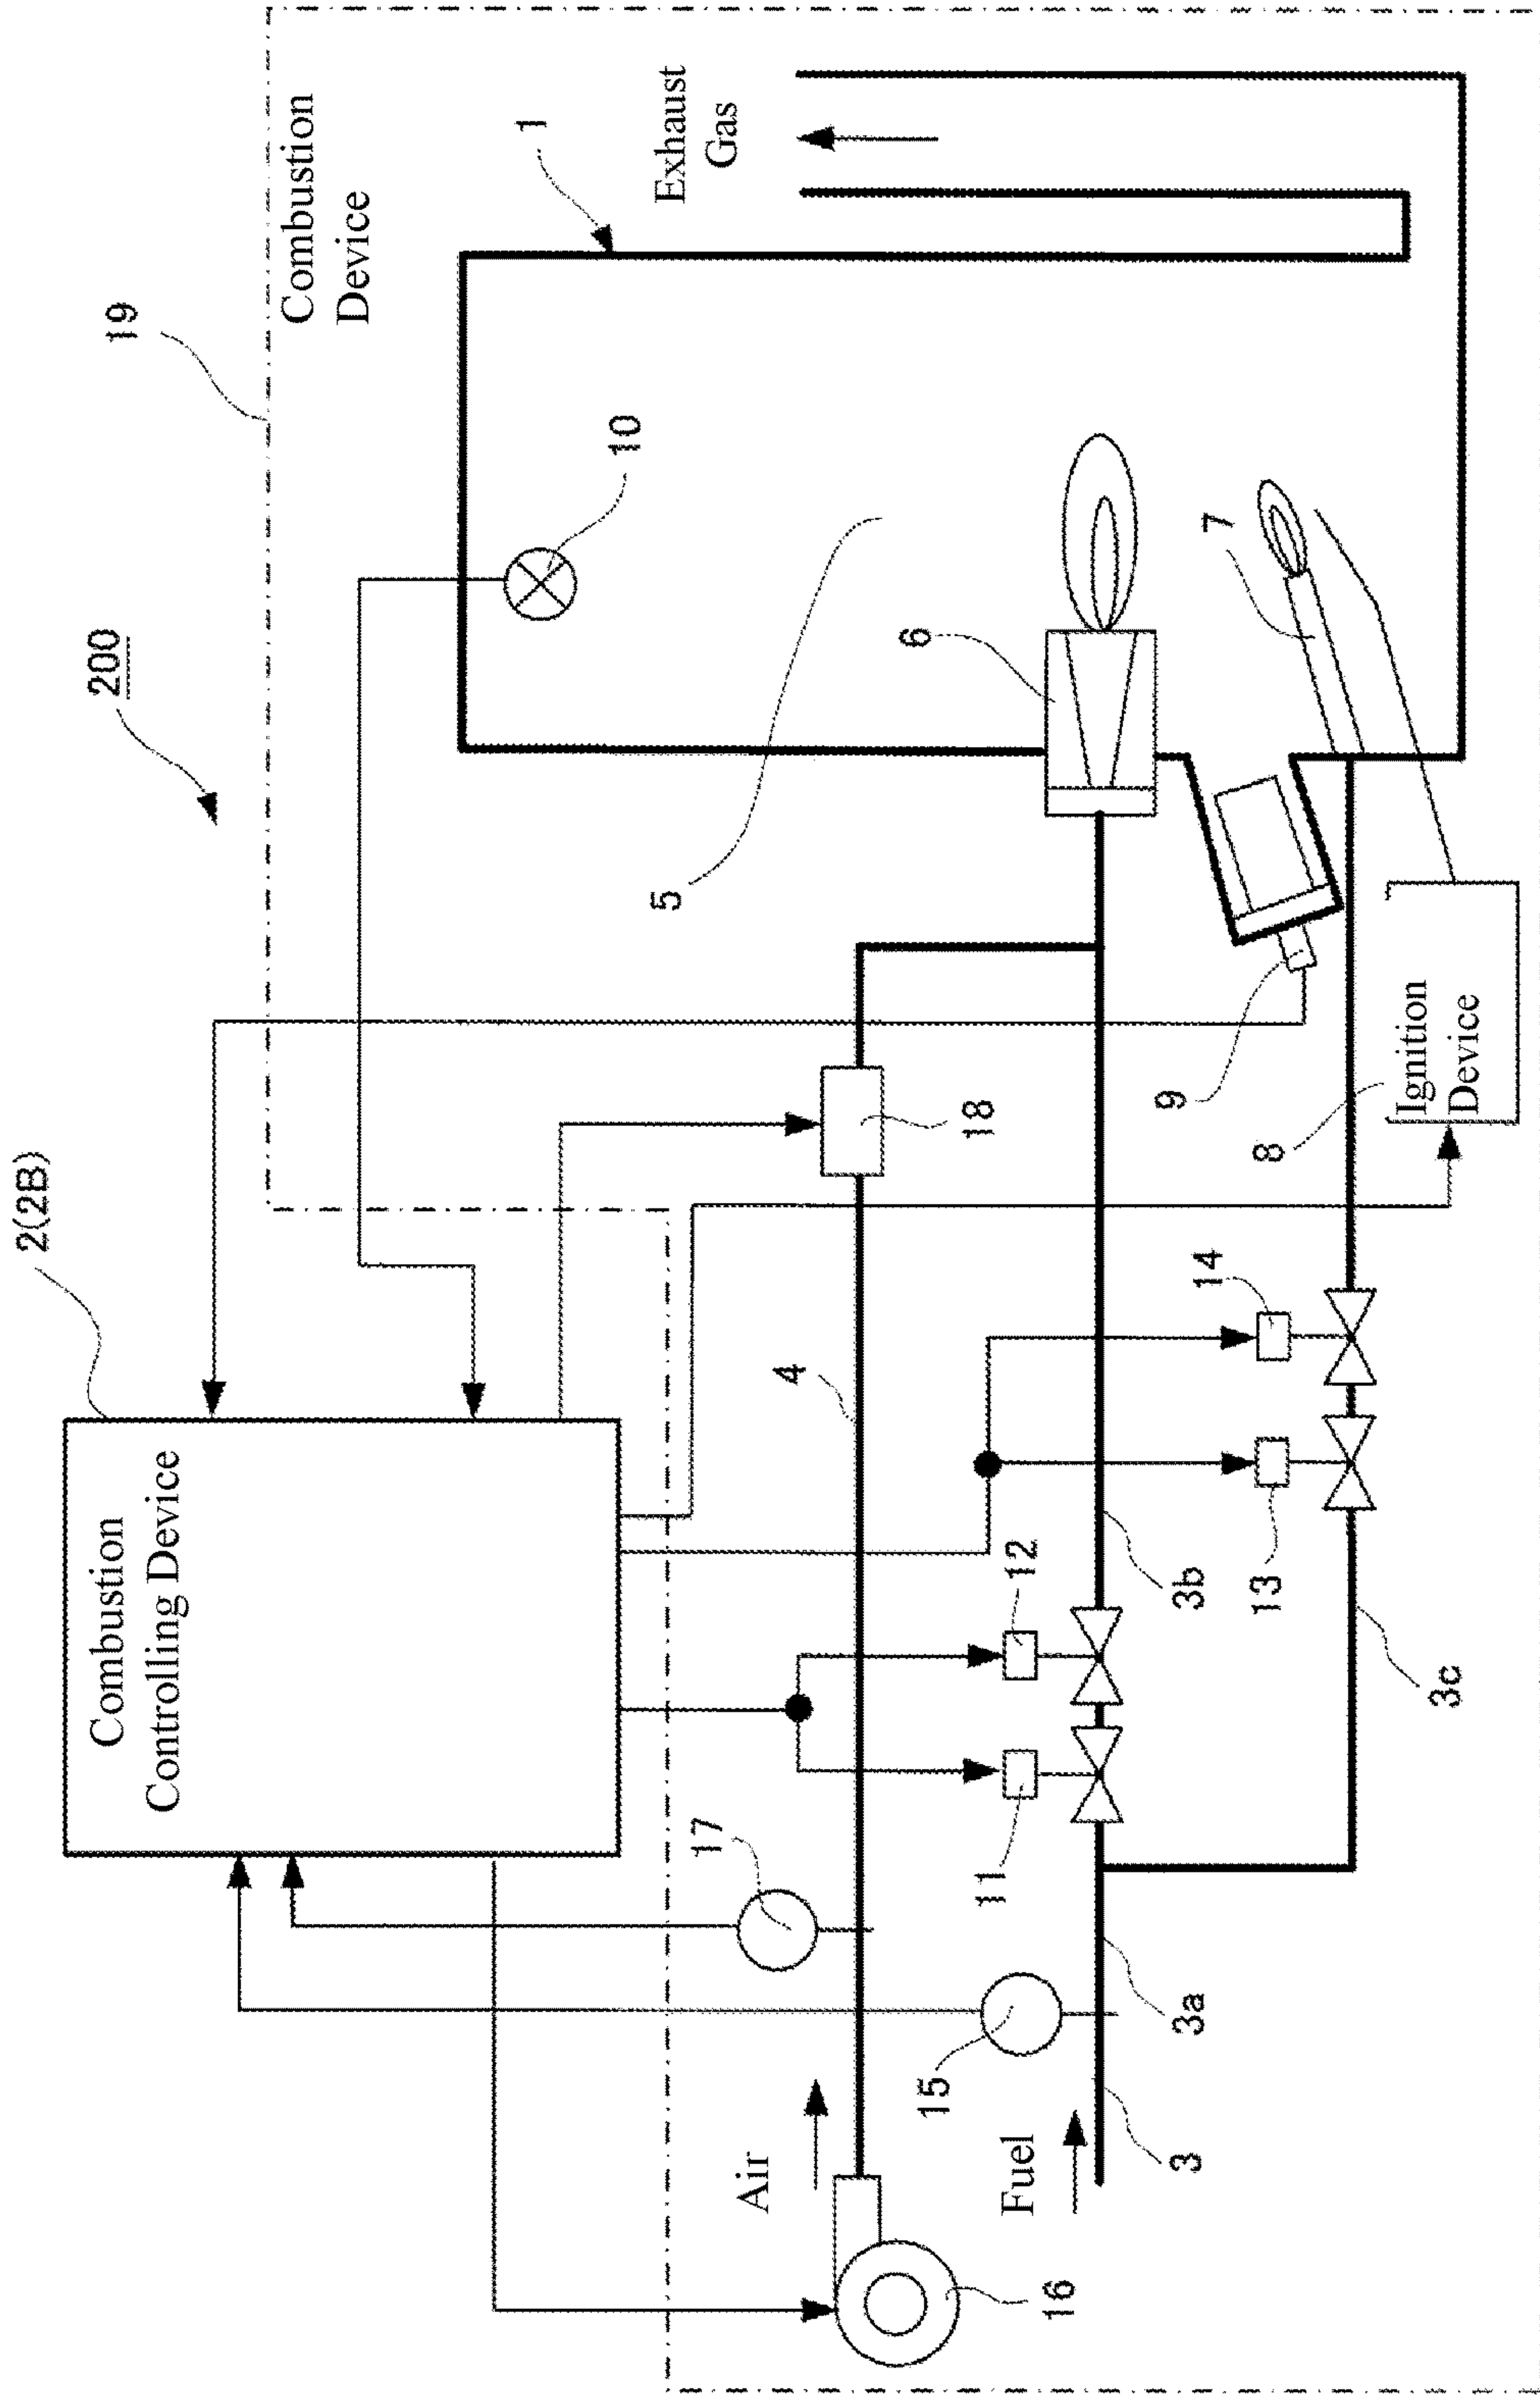 200
19
2(2B)
Combustion
Controlling Device
Combustion
Device
1
Exhaust
Gas
10
5
6
7
17
4
18
Air
16
15
11
12
Fuel
3
3a
3b
14
13
9
8
Ignition
Device
3c